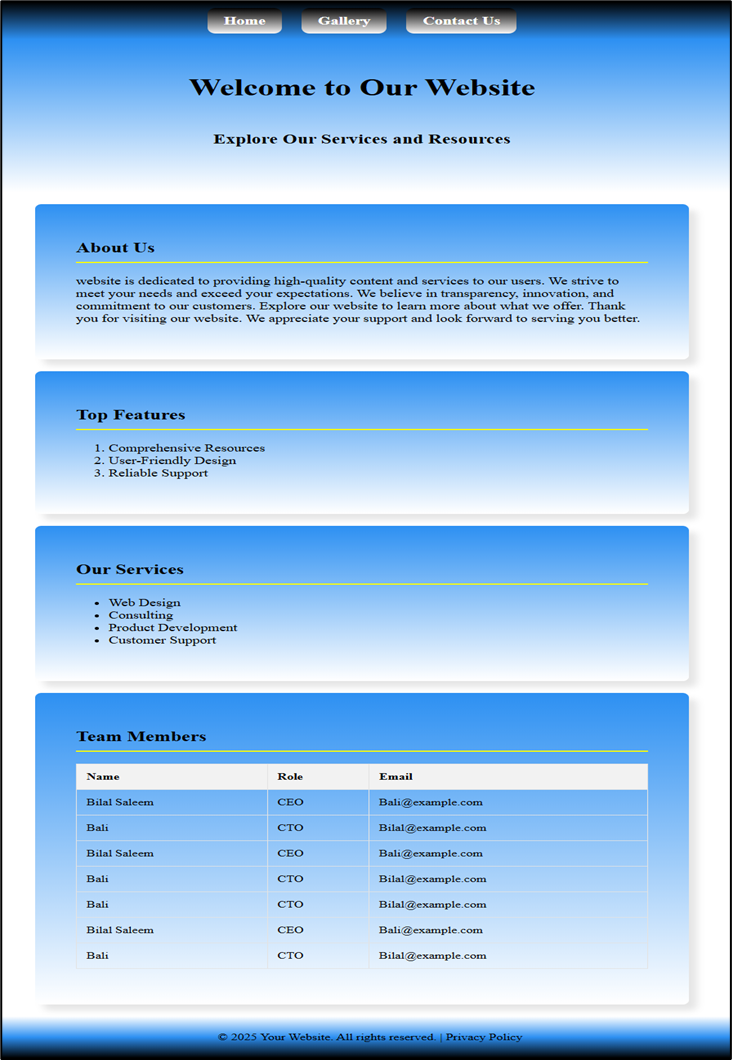 Home Gallery Contact Us
Welcome to Our Website
Explore Our Services and Resources
About Us
website is dedicated to providing high-quality content and services to our users. We strive to
meet your needs and exceed your expectations. We believe in transparency, innovation, and
commitment to our customers. Explore our website to learn more about what we offer. Thank
you for visiting our website. We appreciate your support and look forward to serving you better.
Top Features
1. Comprehensive Resources
2. User-Friendly Design
3. Reliable Support
Our Services
• Web Design
• Consulting
• Product Development
• Customer Support
Team Members
Name Role Email
Bilal Saleem CEO Bali@example.com
Bali CTO Bilal@example.com
Bilal Saleem CEO Bali@example.com
Bali CTO Bilal@example.com
Bali CTO Bilal@example.com
Bilal Saleem CEO Bali@example.com
Bali CTO Bilal@example.com
© 2025 Your Website. All rights reserved. | Privacy Policy